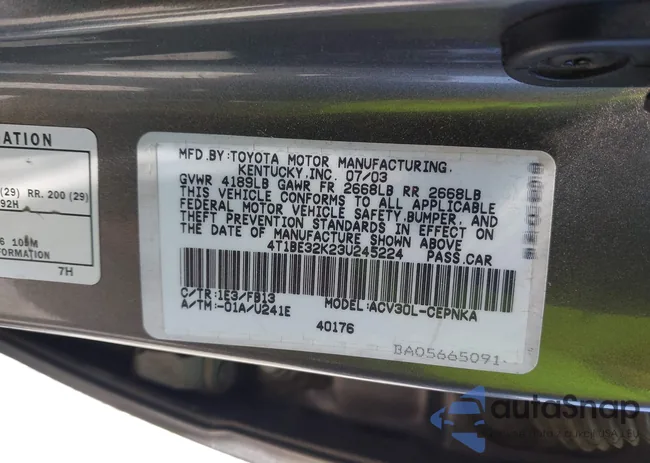 ATION
(29) RR. 200 (29)
92H
6 105M
FORMATION
7H
MFD.BY:TOYOTA MOTOR MANUFACTURING,
KENTUCKY,INC. 07/03
GVWR 4189LB GAWR FR 2668LB RR 2668LB
THIS VEHICLE CONFORMS TO ALL APPLICABLE
FEDERAL MOTOR VEHICLE SAFETY,BUMPER, AND
THEFT PREVENTION STANDARDS IN EFFECT ON
THE DATE OF MANUFACTURE SHOWN ABOVE
4T1BE32K23U245224 PASS.CAR
C/TR:1E3/FB13 MODEL:ACV30L-CEPNKA
A/TM:-01A/U241E
40176
BA05665091
autoSnap